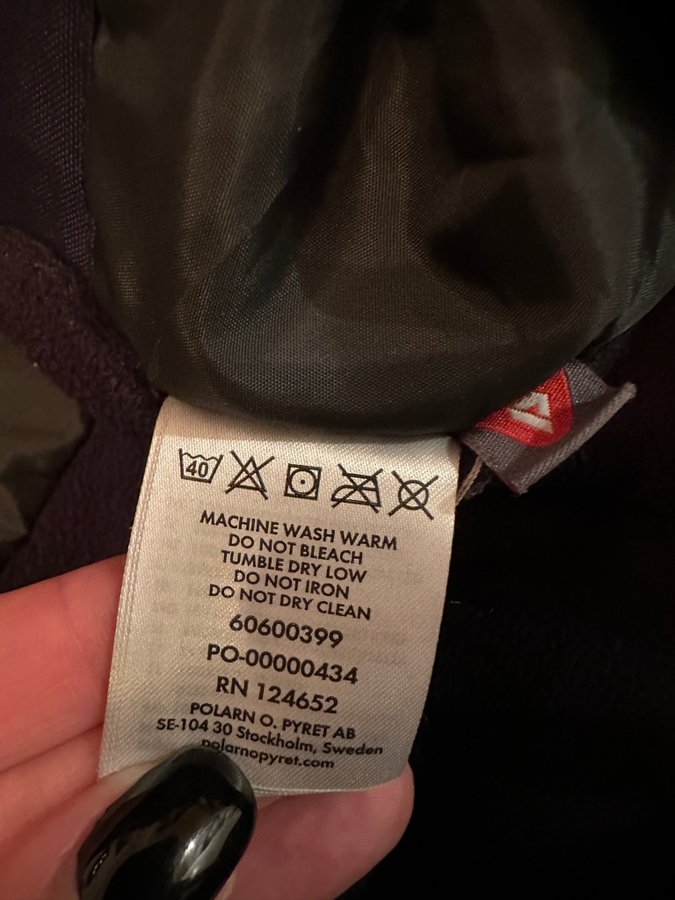 40
MACHINE WASH WARM
DO NOT BLEACH
TUMBLE DRY LOW
DO NOT IRON
DO NOT DRY CLEAN
60600399
PO-00000434
RN 124652
POLARN O. PYRET AB
SE-104 30 Stockholm, Sweden
polarnopyret.com